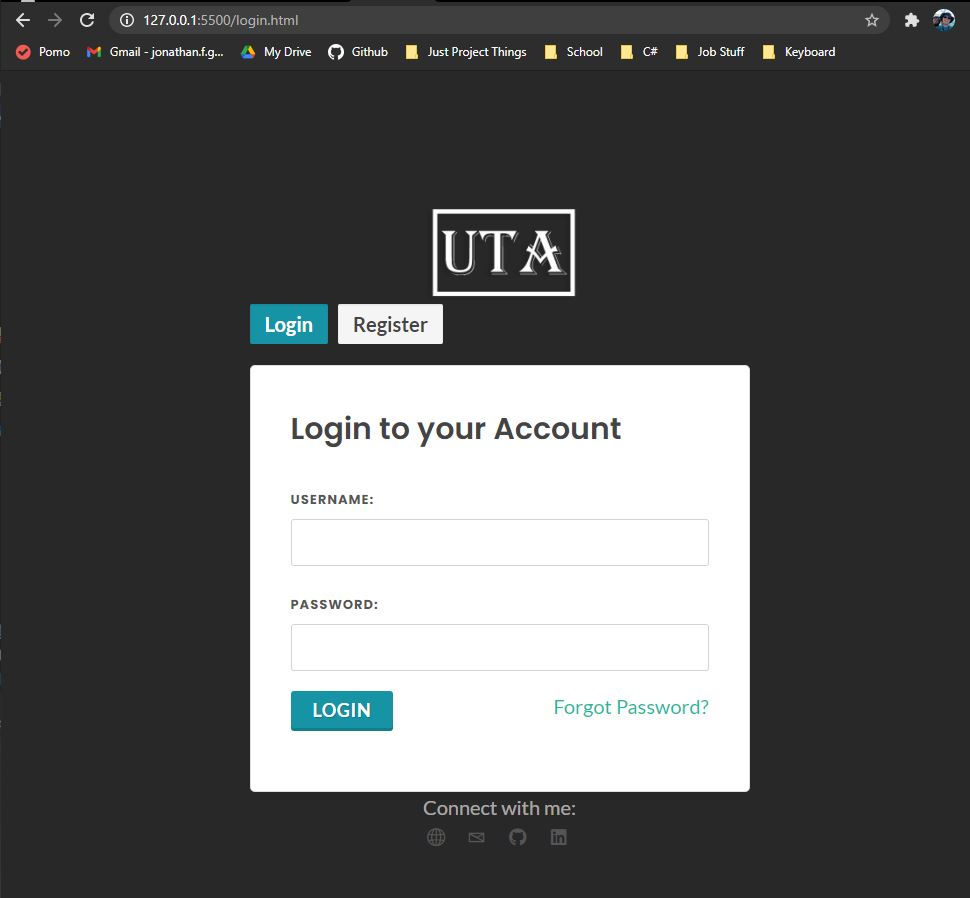 127.0.0.1:5500/login.html
Pomo Gmail - jonathan.f.g... My Drive Github Just Project Things School C# Job Stuff Keyboard
UTA
Login Register
Login to your Account
USERNAME:
PASSWORD:
LOGIN Forgot Password?
Connect with me:
in